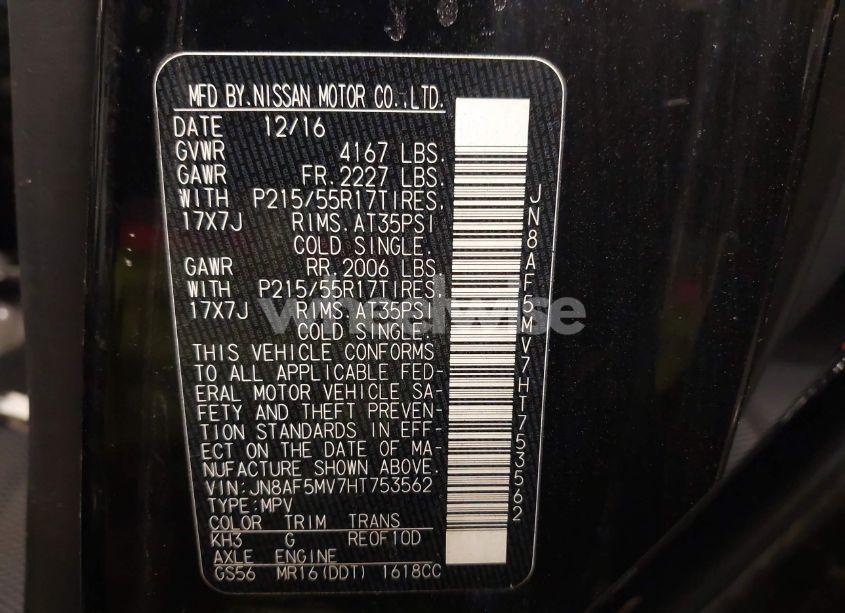 MFD BY.NISSAN MOTOR CO.,LTD.
DATE 12/16
GVWR 4167 LBS.
GAWR FR.2227 LBS.
WITH P215/55R17TIRES.
17X7J RIMS.AT35PSI
COLD SINGLE.
GAWR RR.2006 LBS.
WITH P215/55R17TIRES.
17X7J RIMS.AT35PSI
COLD SINGLE.
THIS VEHICLE CONFORMS
TO ALL APPLICABLE FED-
ERAL MOTOR VEHICLE SA-
FETY AND THEFT PREVEN-
TION STANDARDS IN EFF-
ECT ON THE DATE OF MA-
NUFACTURE SHOWN ABOVE.
VIN:JN8AF5MV7HT753562
TYPE:MPV
COLOR TRIM TRANS
KH3 G RE0F10D
AXLE ENGINE
GS56 MR16(DDT) 1618CC
JN8AF5MV7HT753562
wheelwise